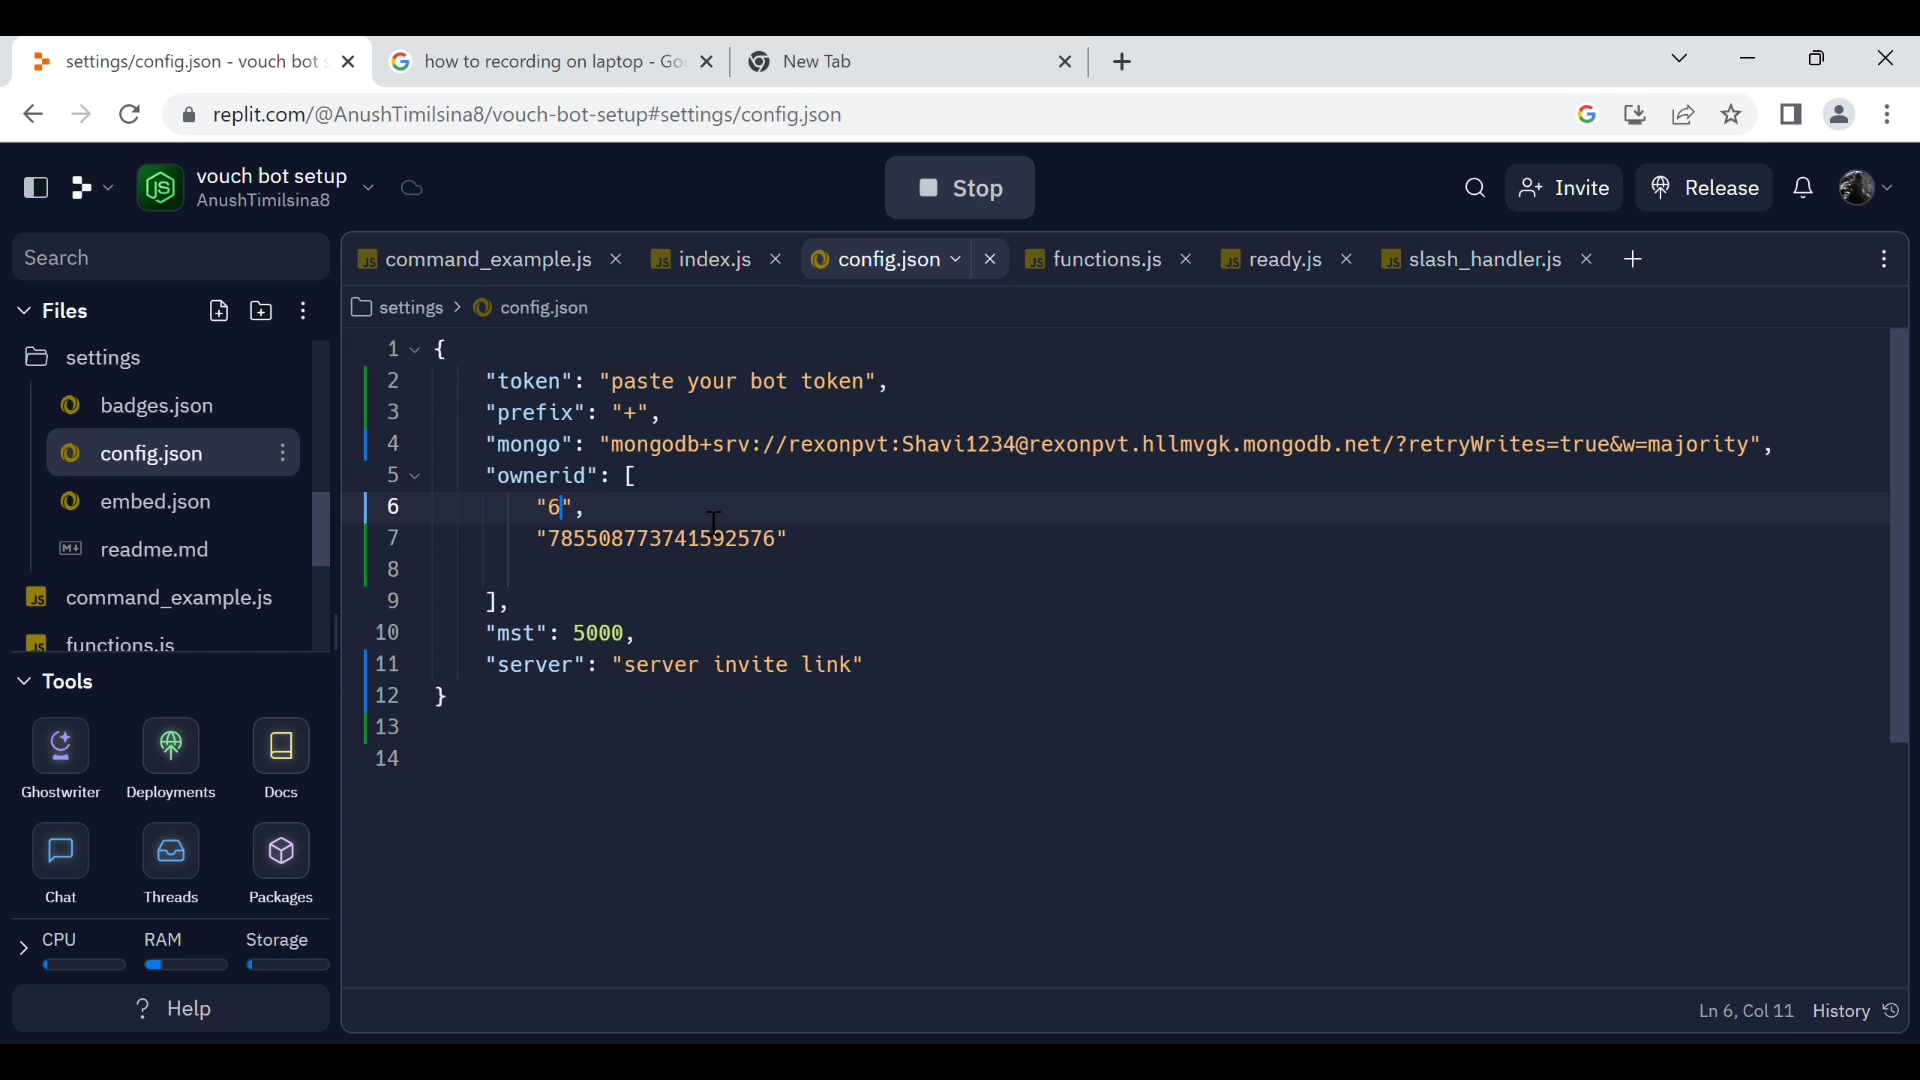 settings/config.json - vouch bot s
how to recording on laptop - Goo
New Tab
replit.com/@AnushTimilsina8/vouch-bot-setup#settings/config.json
vouch bot setup
AnushTimilsina8
Stop
Invite
Release
Search
command_example.js
index.js
config.json
functions.js
ready.js
slash_handler.js
Files
settings > config.json
settings
badges.json
config.json
embed.json
readme.md
command_example.js
functions.js
1 {
2 "token": "paste your bot token",
3 "prefix": "+",
4 "mongo": "mongodb+srv://rexonpvt:Shavi1234@rexonpvt.hllmvgk.mongodb.net/?retryWrites=true&w=majority",
5 "ownerid": [
6 "6",
7 "785508773741592576"
8
9 ],
10 "mst": 5000,
11 "server": "server invite link"
12 }
13
14
Tools
Ghostwriter Deployments Docs
Chat Threads Packages
CPU RAM Storage
? Help
Ln 6, Col 11 History